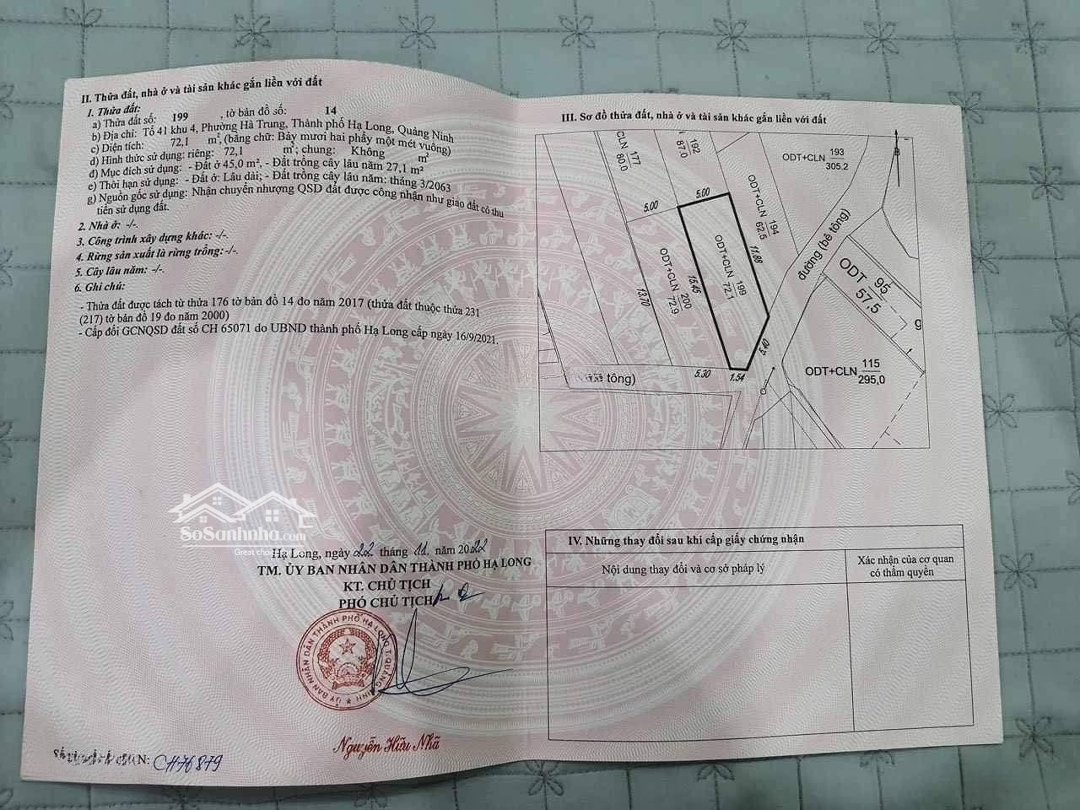 II. Thửa đất, nhà ở và tài sản khác gắn liền với đất
1. Thửa đất:
a) Thửa đất số: 199 , tờ bản đồ số: 14
b) Địa chỉ: Tổ 41 khu 4, Phường Hà Trung, Thành phố Hạ Long, Quảng Ninh
c) Diện tích: 72,1 m², (bằng chữ: Bảy mươi hai phẩy một mét vuông)
d) Hình thức sử dụng: riêng: 72,1 m²; chung: Không m²
đ) Mục đích sử dụng: - Đất ở 45,0 m², - Đất trồng cây lâu năm 27,1 m²
e) Thời hạn sử dụng: - Đất ở: Lâu dài; - Đất trồng cây lâu năm: tháng 3/2063
g) Nguồn gốc sử dụng: Nhận chuyển nhượng QSD đất được công nhận như giao đất có thu
tiền sử dụng đất.
2. Nhà ở: -/-.
3. Công trình xây dựng khác: -/-.
4. Rừng sản xuất là rừng trồng: -/-.
5. Cây lâu năm: -/-.
6. Ghi chú:
- Thửa đất được tách từ thửa 176 tờ bản đồ 14 đo năm 2017 (thửa đất thuộc thửa 231
(217) tờ bản đồ 19 đo năm 2000)
- Cấp đổi GCNQSD đất số CH 65071 do UBND thành phố Hạ Long cấp ngày 16/9/2021.
SoSanhnha.com
Hạ Long, ngày 22 tháng 11 năm 2022
TM. ỦY BAN NHÂN DÂN THÀNH PHỐ HẠ LONG
KT. CHỦ TỊCH
PHÓ CHỦ TỊCH
ỦY BAN NHÂN DÂN THÀNH PHỐ HẠ LONG T.QUẢNG NINH
Nguyễn Hữu Nhã
CH76879
III. Sơ đồ thửa đất, nhà ở và tài sản khác gắn liền với đất
CLN 177
80.0
192
87.0
ODT+CLN 193
305.2
ODT+CLN 194
62.5
5.00
5.00
ODT+CLN 199
72.1
11.69
15.45
ODT+CLN 200
72.9
13.70
đường (bê tông)
ODT 95
57,5
g
ODT+CLN 115
295,0
5.40
5.30
1.54
tông)
IV. Những thay đổi sau khi cấp giấy chứng nhận
Nội dung thay đổi và cơ sở pháp lý
Xác nhận của cơ quan
có thẩm quyền